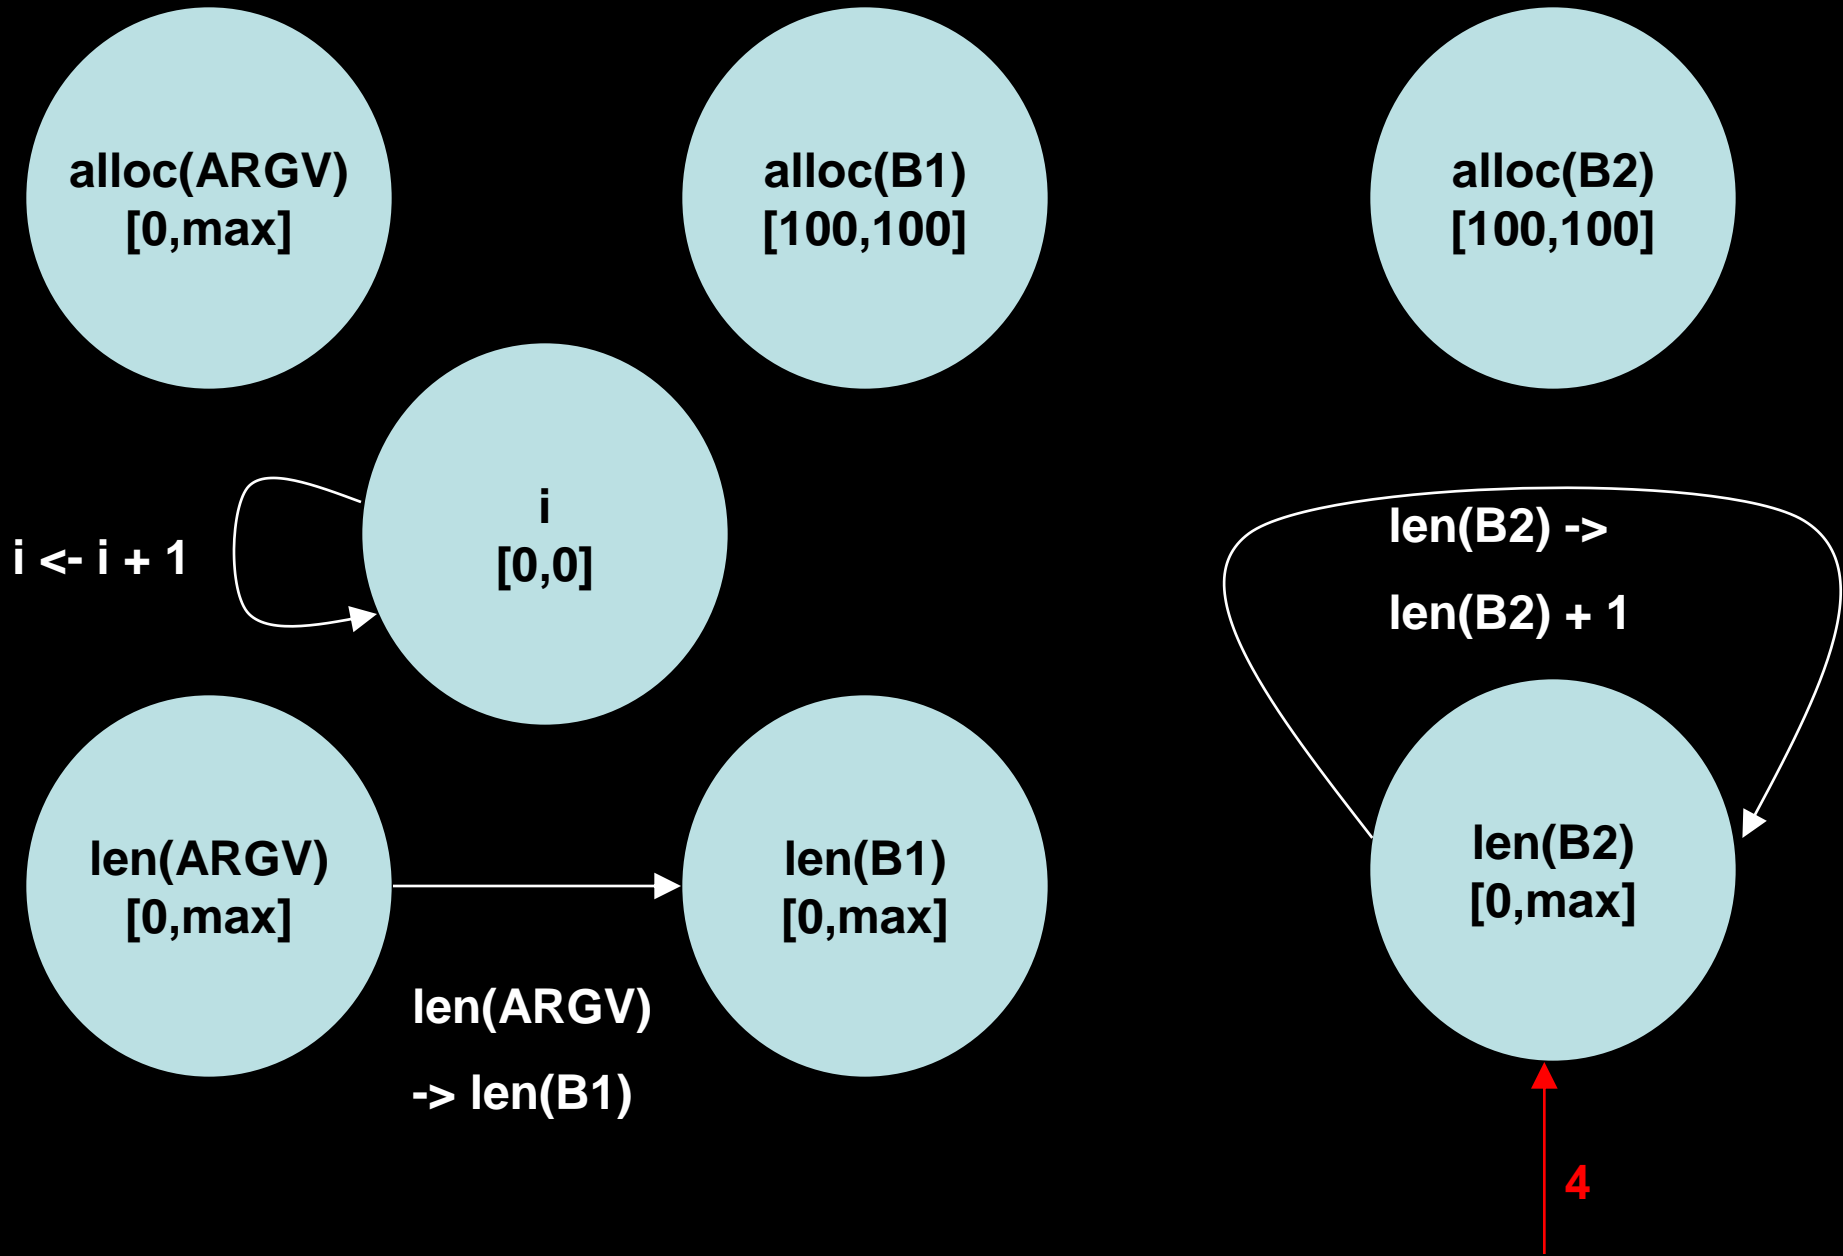 alloc(ARGV)
[0,max]
alloc(B1)
[100,100]
alloc(B2)
[100,100]
i <- i + 1
i
[0,0]
len(B2) ->
len(B2) + 1
len(ARGV)
[0,max]
len(B1)
[0,max]
len(B2)
[0,max]
len(ARGV)
-> len(B1)
4